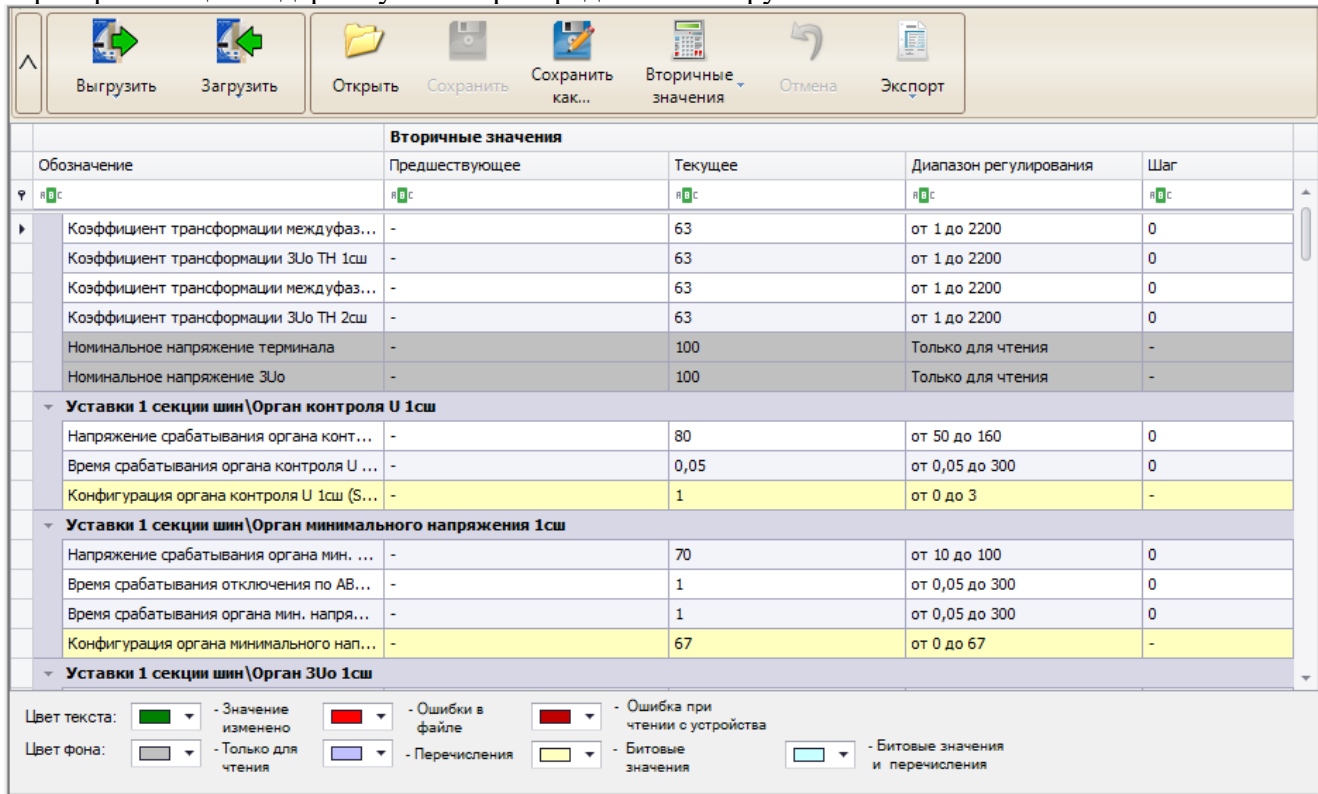 Выгрузить Загрузить Открыть Сохранить Сохранить как... Вторичные значения Отмена Экспорт
Вторичные значения
Обозначение Предшествующее Текущее Диапазон регулирования Шаг
Коэффициент трансформации междуфаз... - 63 от 1 до 2200 0
Коэффициент трансформации 3Uo ТН 1сш - 63 от 1 до 2200 0
Коэффициент трансформации междуфаз... - 63 от 1 до 2200 0
Коэффициент трансформации 3Uo ТН 2сш - 63 от 1 до 2200 0
Номинальное напряжение терминала - 100 Только для чтения -
Номинальное напряжение 3Uo - 100 Только для чтения -
Уставки 1 секции шин\Орган контроля U 1сш
Напряжение срабатывания органа конт... - 80 от 50 до 160 0
Время срабатывания органа контроля U ... - 0,05 от 0,05 до 300 0
Конфигурация органа контроля U 1сш (S... - 1 от 0 до 3 -
Уставки 1 секции шин\Орган минимального напряжения 1сш
Напряжение срабатывания органа мин. ... - 70 от 10 до 100 0
Время срабатывания отключения по АВ... - 1 от 0,05 до 300 0
Время срабатывания органа мин. напря... - 1 от 0,05 до 300 0
Конфигурация органа минимального нап... - 67 от 0 до 67 -
Уставки 1 секции шин\Орган 3Uo 1сш
Цвет текста: - Значение изменено - Ошибки в файле - Ошибка при чтении с устройства
Цвет фона: - Только для чтения - Перечисления - Битовые значения - Битовые значения и перечисления